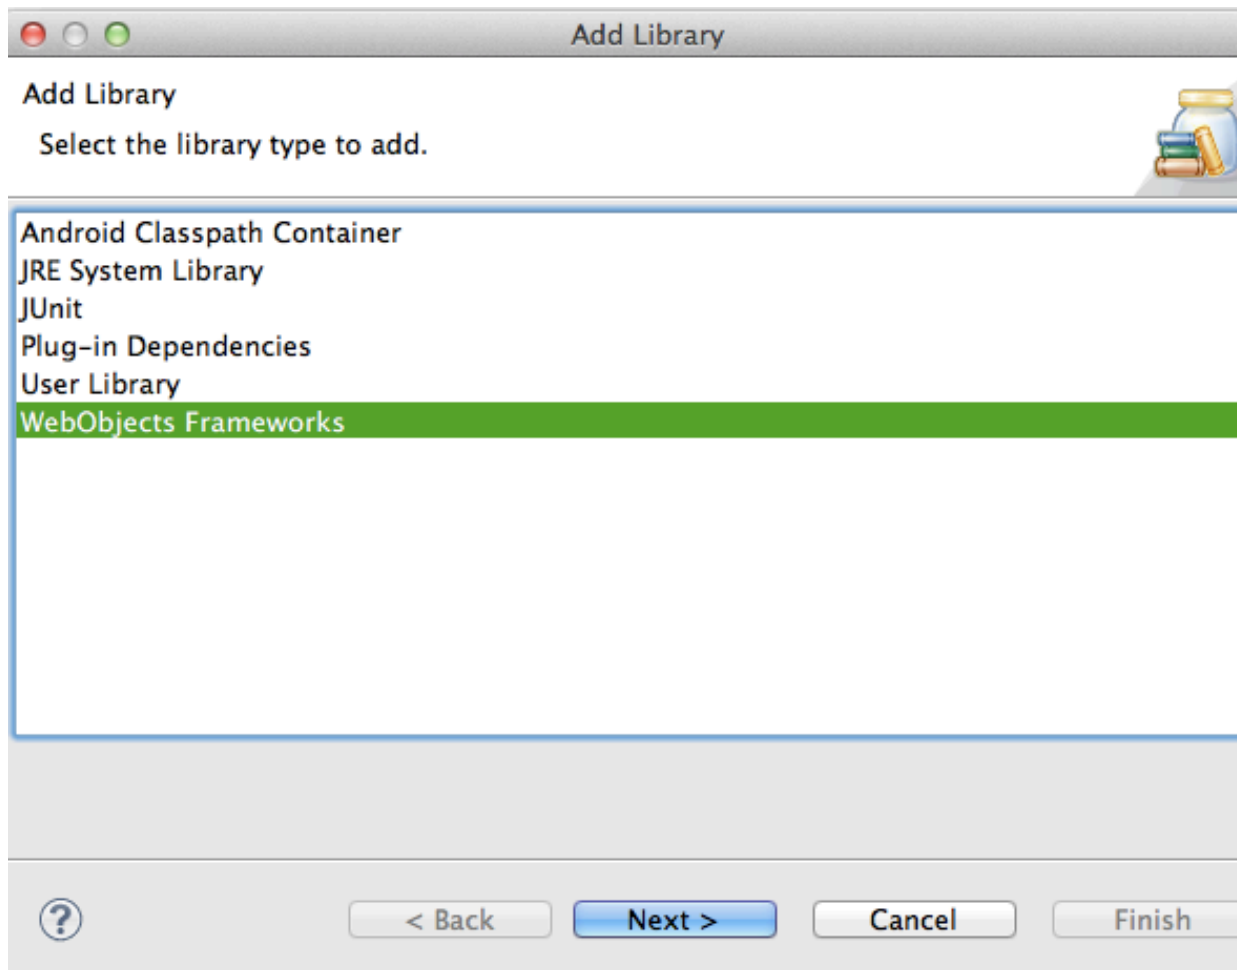 Add Library
Add Library
Select the library type to add.
Android Classpath Container
JRE System Library
JUnit
Plug-in Dependencies
User Library
WebObjects Frameworks
?
< Back Next > Cancel Finish